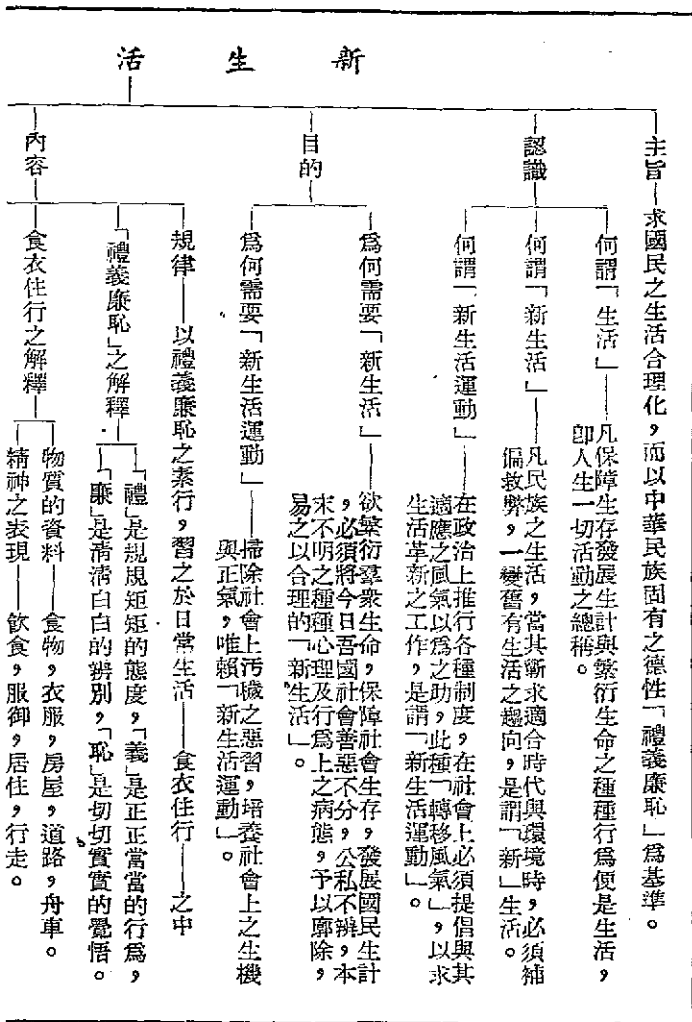 新生活
主旨——求國民之生活合理化，而以中華民族固有之德性「禮義廉恥」爲基準。
認識
何謂「生活」——凡保障生存發展生計與繁衍生命之種種行爲便是生活，
卽人生一切活動之總稱。
何謂「新生活」——凡民族之生活，當其蘄求適合時代與環境時，必須補
偏救弊，一變舊有生活之趨向，是謂「新」生活。
何謂「新生活運動」——在政治上推行各種制度，在社會上必須提倡與其
適應之風氣以爲之助，此種「轉移風氣」，以求
生活革新之工作，是謂「新生活運動」。
目的
爲何需要「新生活」——欲繁衍羣衆生命，保障社會生存，發展國民生計
，必須將今日吾國社會善惡不分，公私不辨，本
末不明之種種心理及行爲上之病態，予以廓除，
易之以合理的「新生活」。
爲何需要「新生活運動」——掃除社會上汚穢之惡習，培養社會上之生機
與正氣，唯賴「新生活運動」。
內容
規律——以禮義廉恥之素行，習之於日常生活——食衣住行——之中
「禮義廉恥」之解釋
「禮」是規規矩矩的態度，「義」是正正當當的行爲，
「廉」是清清白白的辨別，「恥」是切切實實的覺悟。
食衣住行之解釋
物質的資料——食物，衣服，房屋，道路，舟車。
精神之表現——飲食，服御，居住，行走。